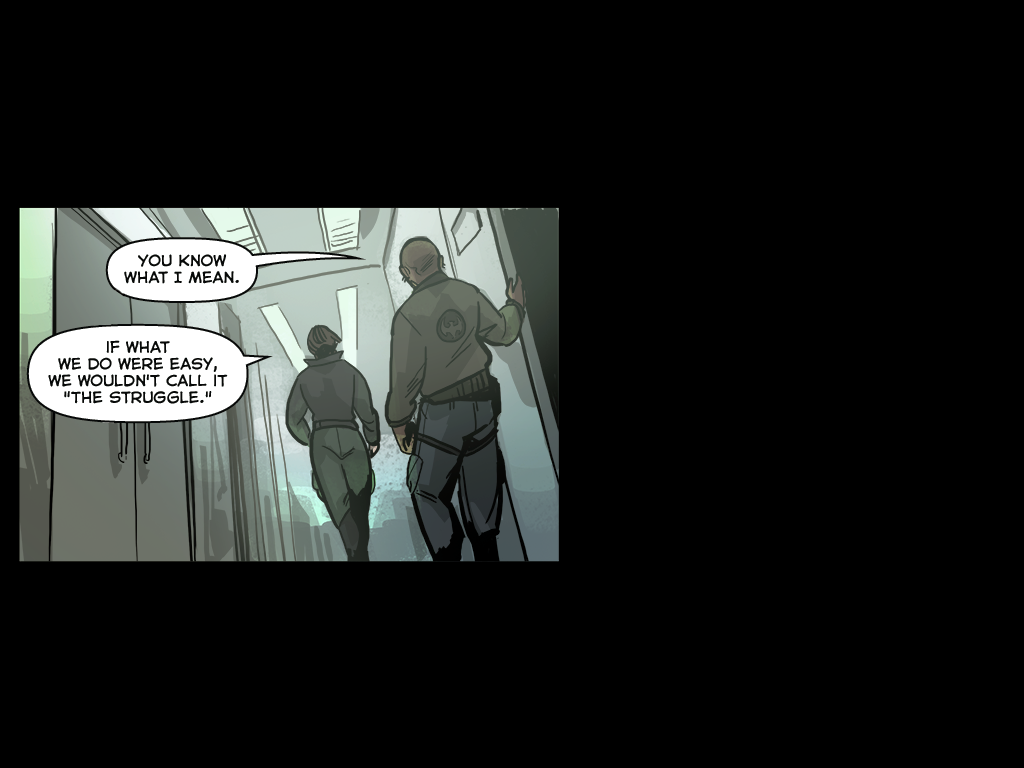 YOU KNOW
WHAT I MEAN.
IF WHAT
WE DO WERE EASY,
WE WOULDN'T CALL IT
"THE STRUGGLE."